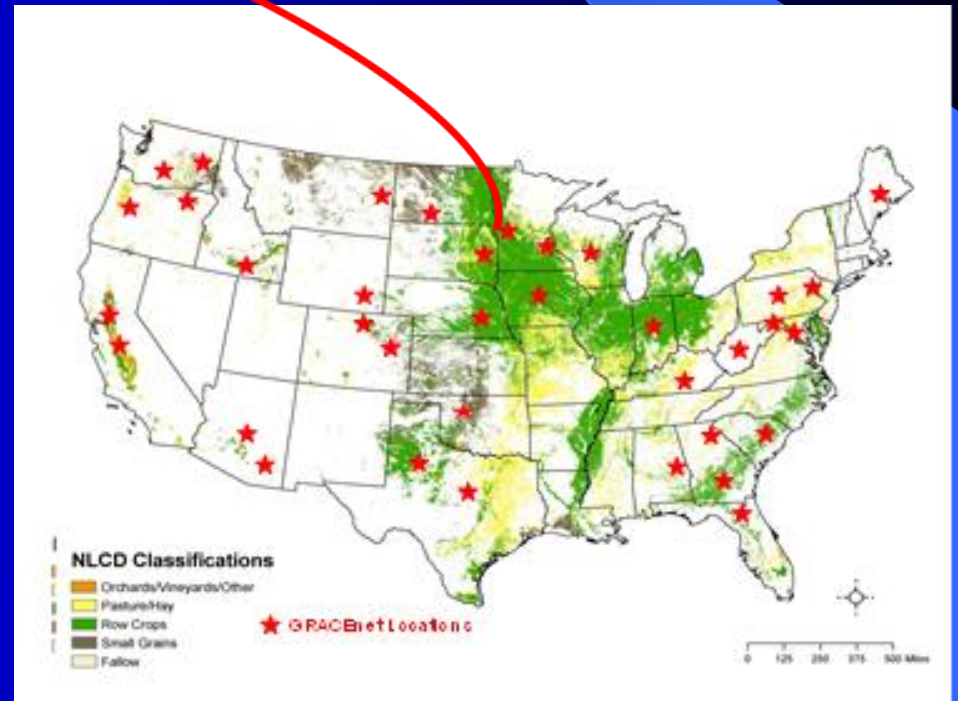 NLCD Classifications
Orchards/Vineyards/Other
Pasture/Hay
Row Crops
Small Grains
Fallow
GRACEnet Locations
0 125 250 375 500 Miles